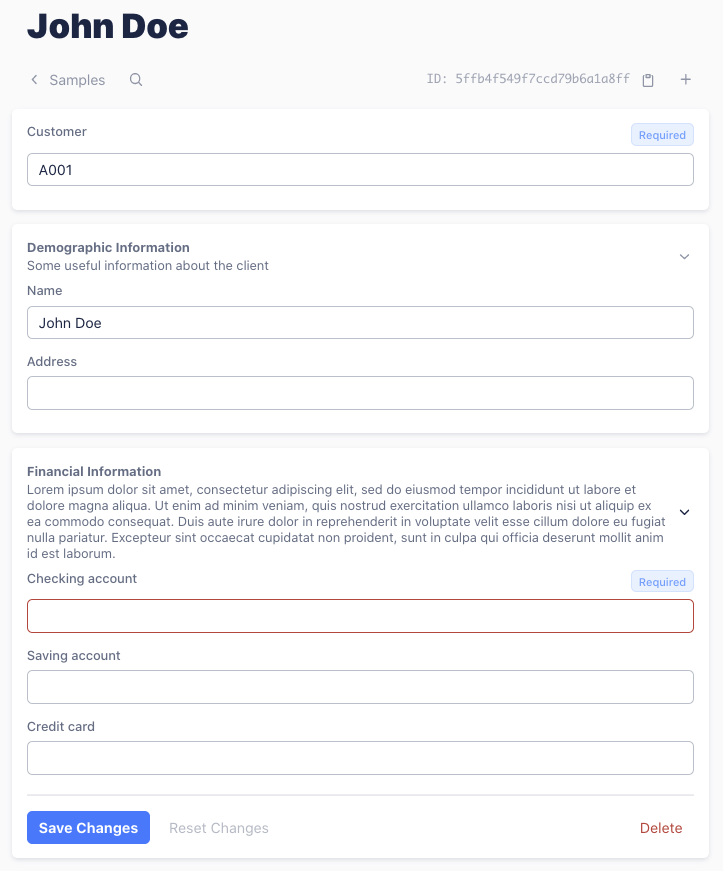 John Doe
Samples
ID: 5ffb4f549f7ccd79b6a1a8ff
Customer
Required
A001
Demographic Information
Some useful information about the client
Name
John Doe
Address
Financial Information
Lorem ipsum dolor sit amet, consectetur adipiscing elit, sed do eiusmod tempor incididunt ut labore et
dolore magna aliqua. Ut enim ad minim veniam, quis nostrud exercitation ullamco laboris nisi ut aliquip ex
ea commodo consequat. Duis aute irure dolor in reprehenderit in voluptate velit esse cillum dolore eu fugiat
nulla pariatur. Excepteur sint occaecat cupidatat non proident, sunt in culpa qui officia deserunt mollit anim
id est laborum.
Checking account
Required
Saving account
Credit card
Save Changes
Reset Changes
Delete